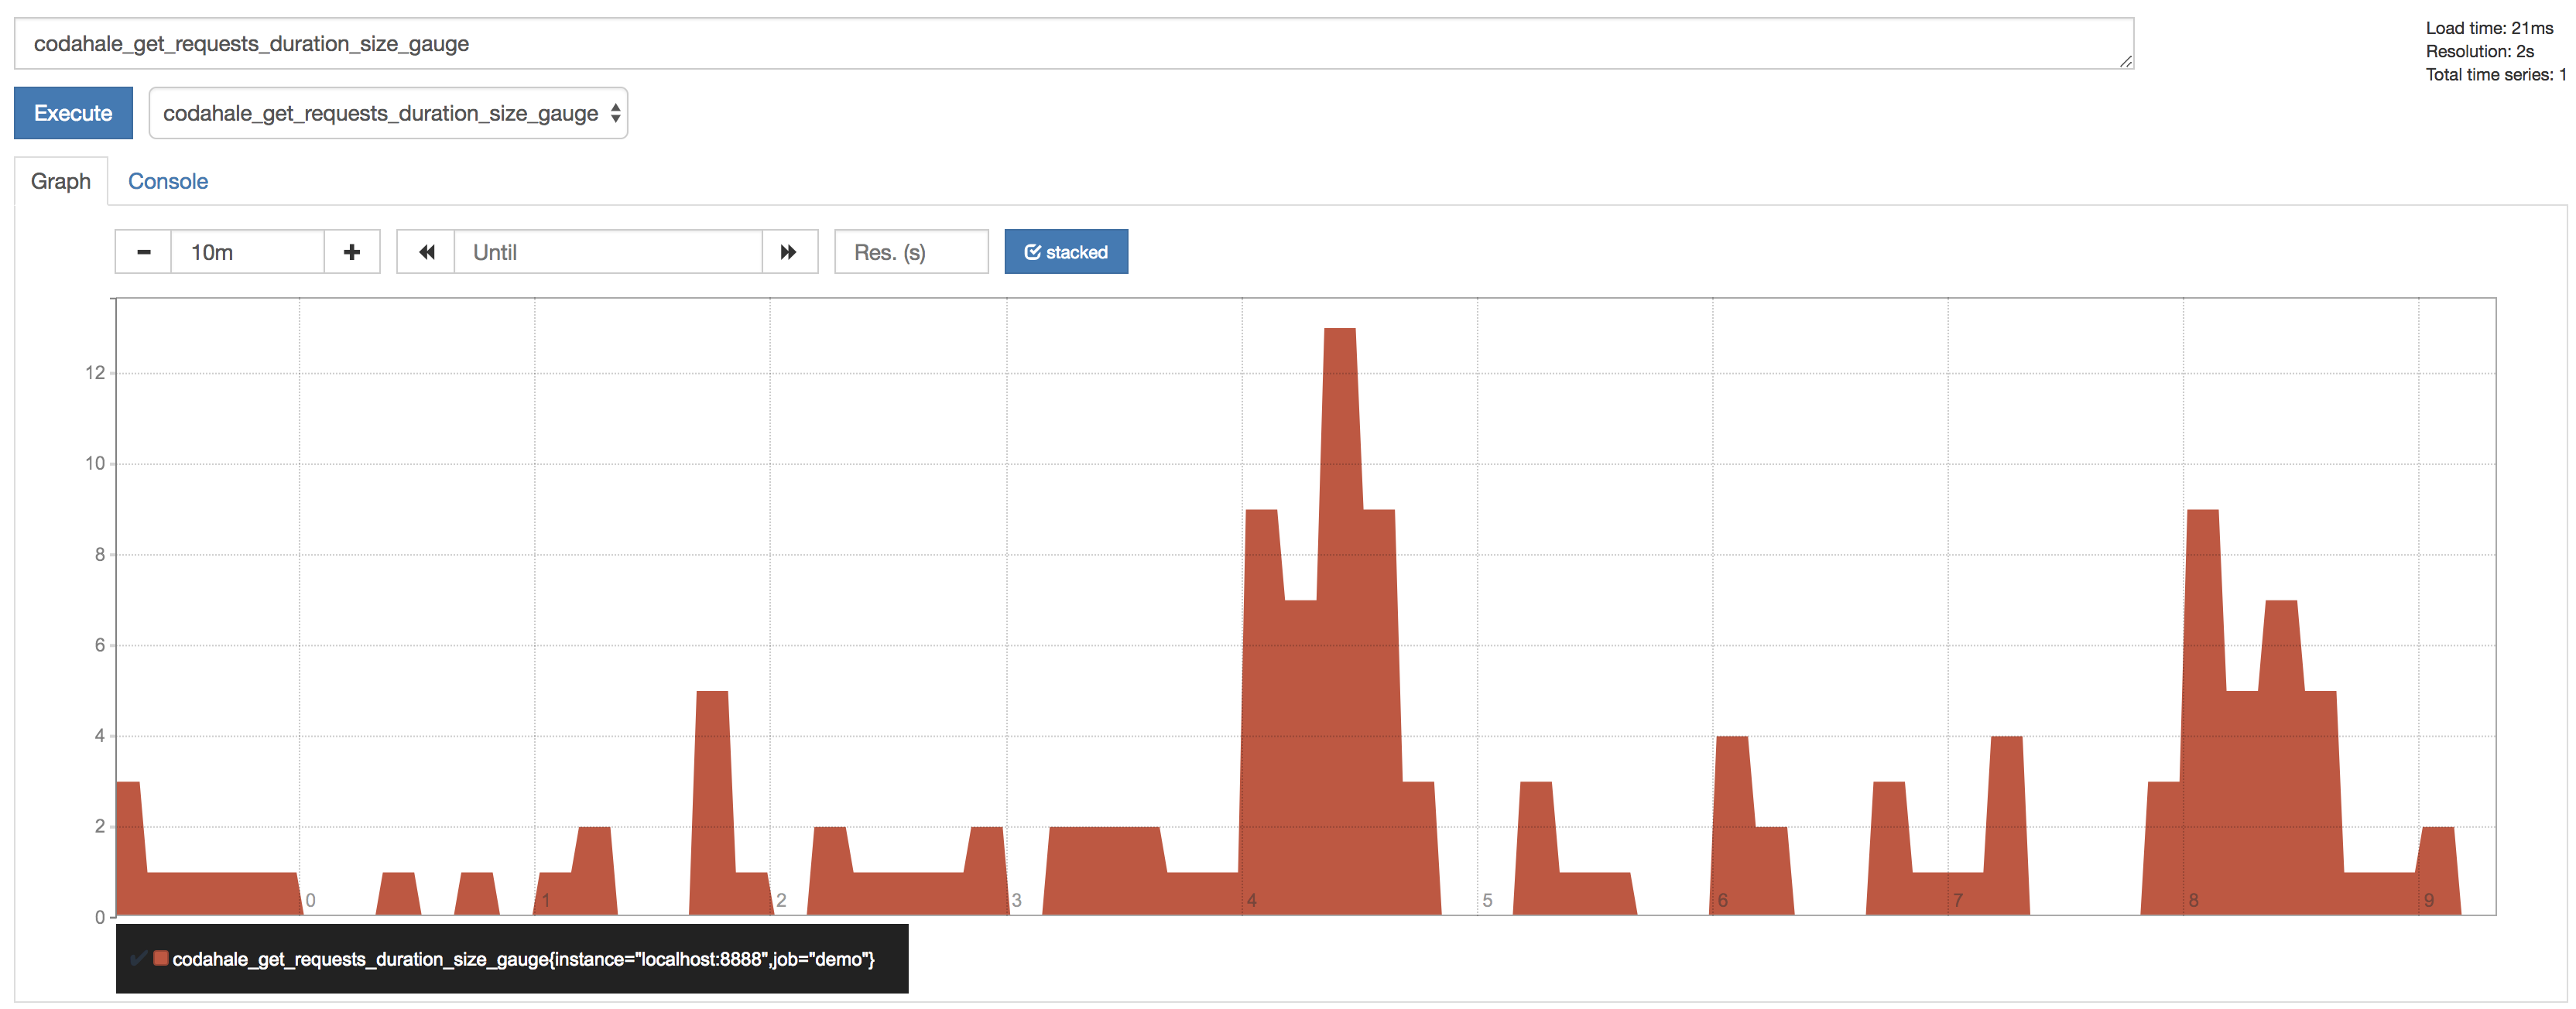 codahale_get_requests_duration_size_gauge
Load time: 21ms
Resolution: 2s
Total time series: 1
Execute
codahale_get_requests_duration_size_gauge
Graph
Console
10m
Until
Res. (s)
stacked
12
10
8
6
4
2
0
0
1
2
3
4
5
6
7
8
9
codahale_get_requests_duration_size_gauge{instance="localhost:8888",job="demo"}